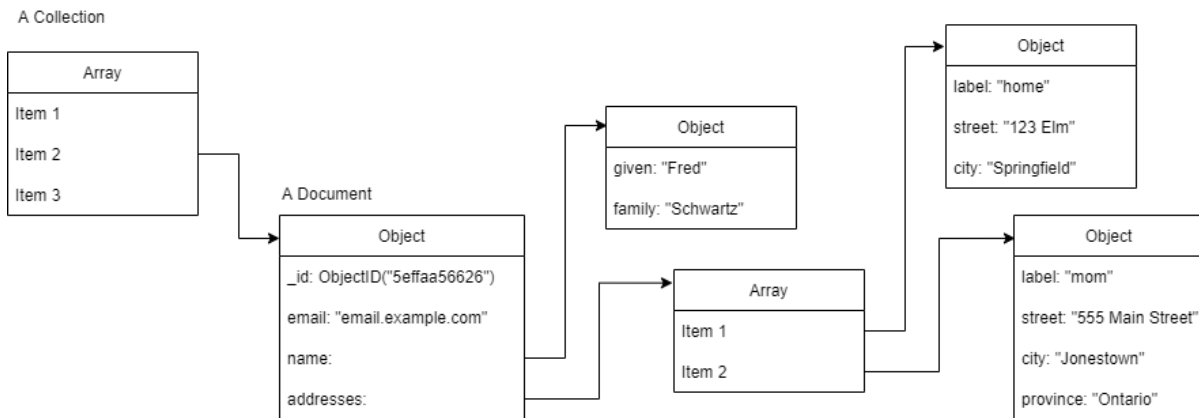 A Collection
Array
Item 1
Item 2
Item 3
A Document
Object
_id: ObjectID("5effaa56626")
email: "email.example.com"
name:
addresses:
Object
given: "Fred"
family: "Schwartz"
Array
Item 1
Item 2
Object
label: "home"
street: "123 Elm"
city: "Springfield"
Object
label: "mom"
street: "555 Main Street"
city: "Jonestown"
province: "Ontario"